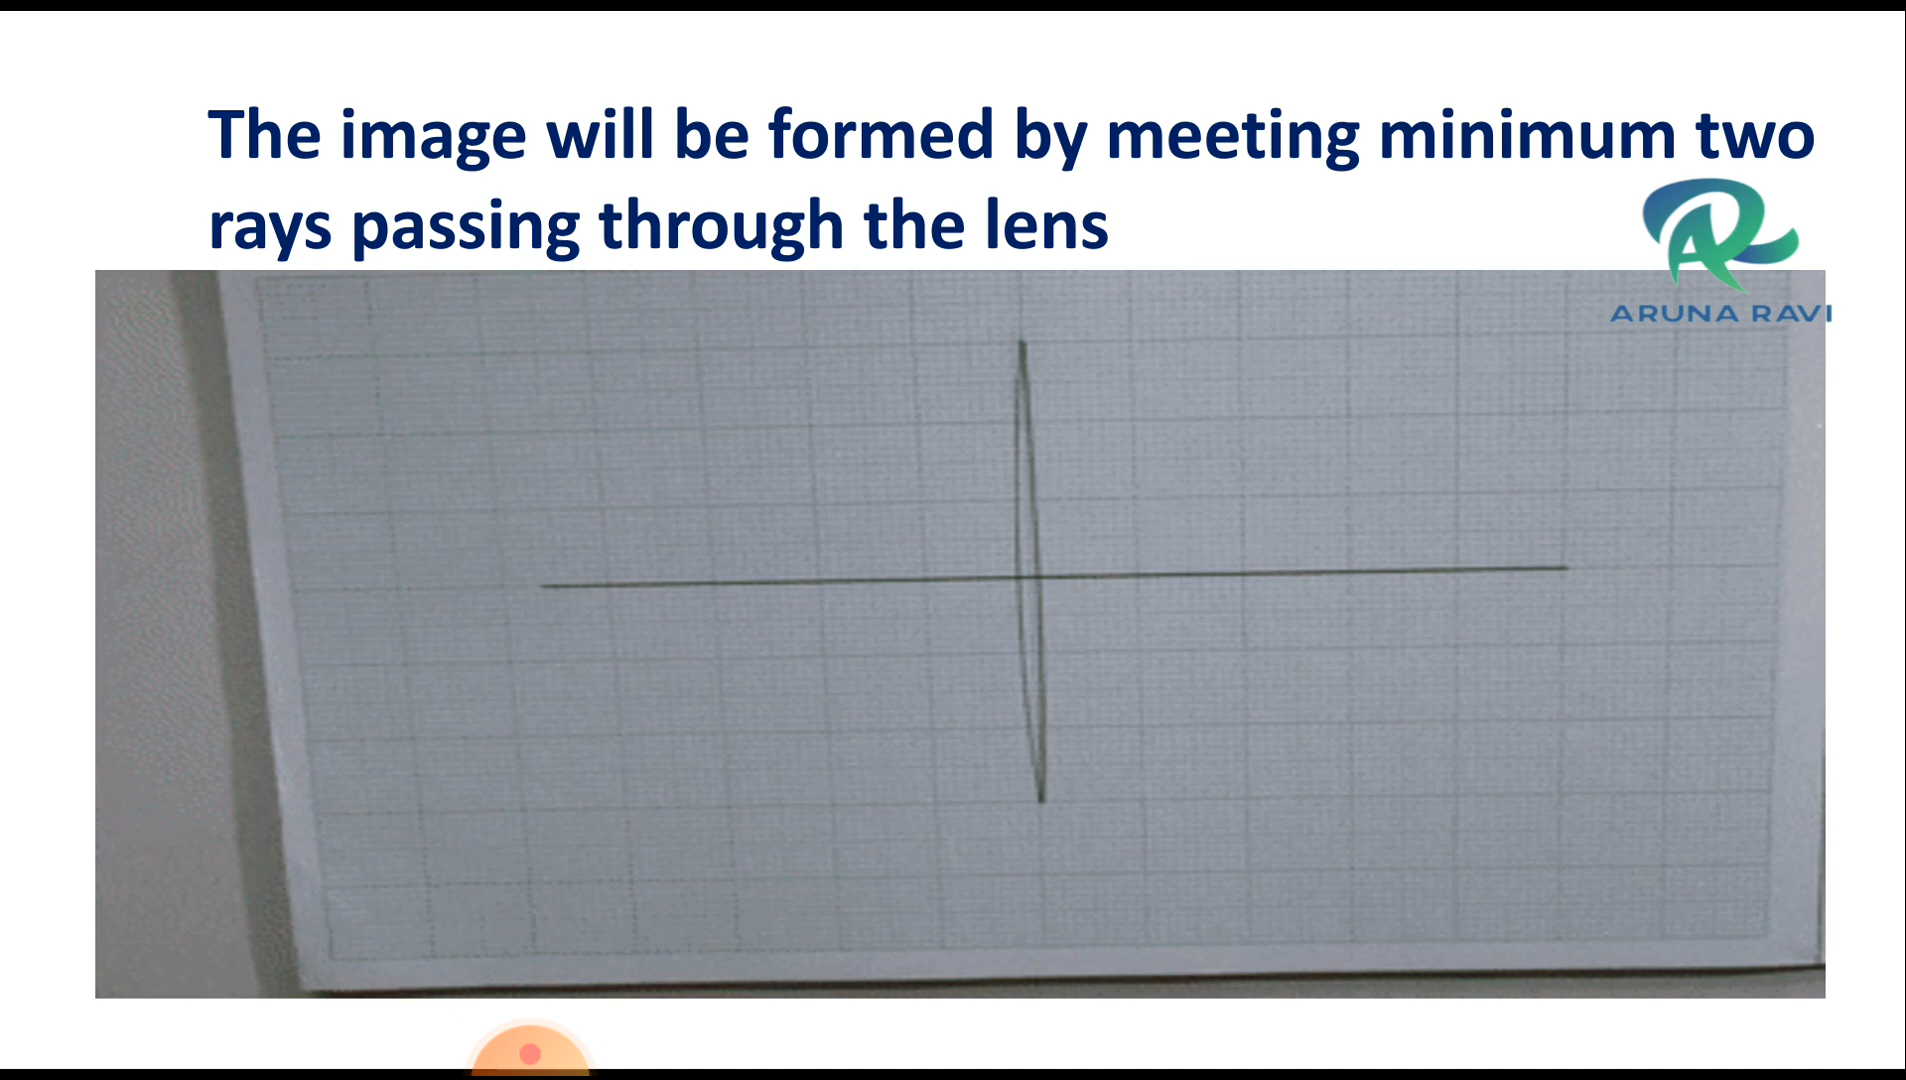 The image will be formed by meeting minimum two
rays passing through the lens
ARUNA RAVI